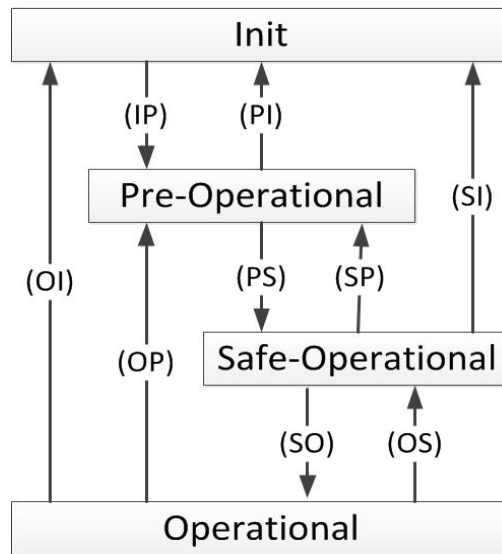 Init
(IP)
(PI)
Pre-Operational
(SI)
(OI)
(PS)
(SP)
(OP)
Safe-Operational
(SO)
(OS)
Operational